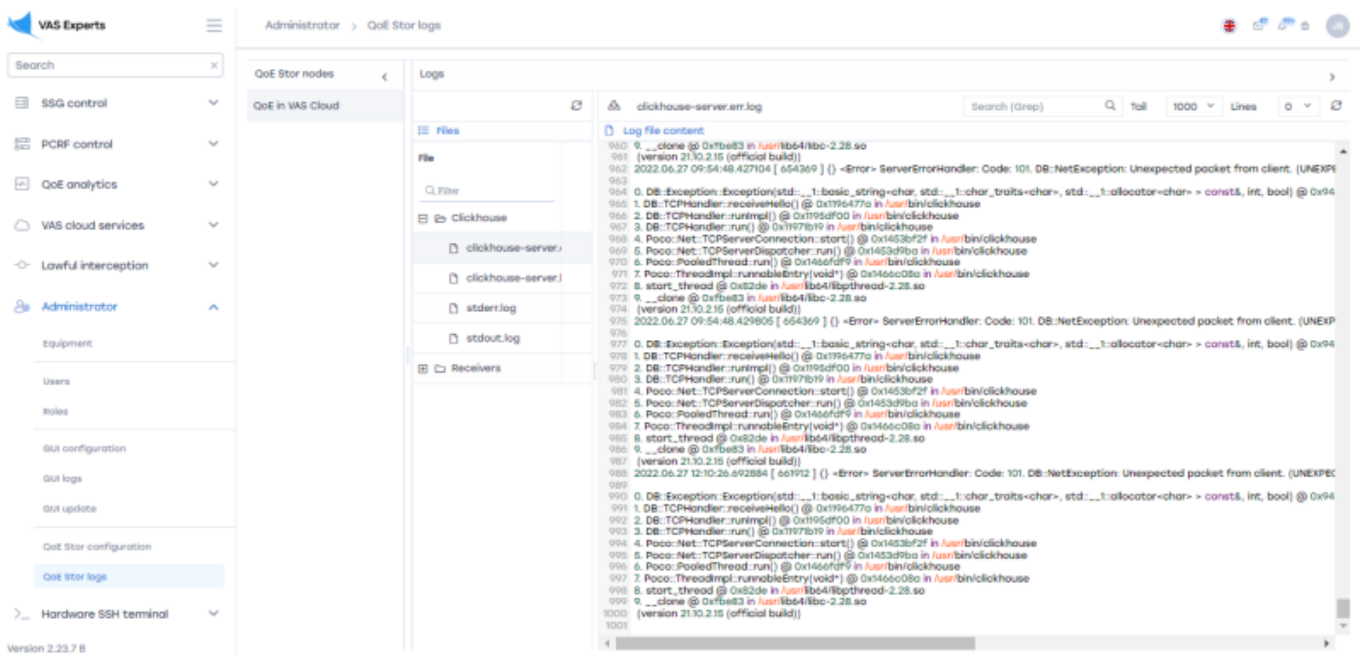 VAS Experts
Administrator > QoE Stor logs
Search
SSG control
PCRF control
QoE analytics
VAS cloud services
Lawful interception
Administrator
Equipment
Users
Roles
GUI configuration
GUI logs
GUI update
QoE Stor configuration
QoE Stor logs
Hardware SSH terminal
Version 2.23.7 B
QoE Stor nodes
QoE in VAS Cloud
Logs
Files
File
Filter
Clickhouse
clickhouse-server.
clickhouse-server.
stderr.log
stdout.log
Receivers
clickhouse-server.err.log
Search (Grep)
Tail
1000
Lines
0
Log file content
960 9. __clone @ 0xfbe83 in /usr/lib64/libc-2.28.so
961 (version 21.10.2.15 (official build))
962 2022.06.27 09:54:48.427104 [ 654369 ] {} <Error> ServerErrorHandler: Code: 101. DB::NetException: Unexpected packet from client. (UNEXPE
963
964 0. DB::Exception::Exception(std::__1::basic_string<char, std::__1::char_traits<char>, std::__1::allocator<char> > const&, int, bool) @ 0x94
965 1. DB::TCPHandler::receiveHello() @ 0x1196477a in /usr/bin/clickhouse
966 2. DB::TCPHandler::runImpl() @ 0x1195df00 in /usr/bin/clickhouse
967 3. DB::TCPHandler::run() @ 0x11971b19 in /usr/bin/clickhouse
968 4. Poco::Net::TCPServerConnection::start() @ 0x1453bf2f in /usr/bin/clickhouse
969 5. Poco::Net::TCPServerDispatcher::run() @ 0x1453d9ba in /usr/bin/clickhouse
970 6. Poco::PooledThread::run() @ 0x1466fdf9 in /usr/bin/clickhouse
971 7. Poco::ThreadImpl::runnableEntry(void*) @ 0x1466c08a in /usr/bin/clickhouse
972 8. start_thread @ 0x82de in /usr/lib64/libpthread-2.28.so
973 9. __clone @ 0xfbe83 in /usr/lib64/libc-2.28.so
974 (version 21.10.2.15 (official build))
975 2022.06.27 09:54:48.429805 [ 654369 ] {} <Error> ServerErrorHandler: Code: 101. DB::NetException: Unexpected packet from client. (UNEXP
976
977 0. DB::Exception::Exception(std::__1::basic_string<char, std::__1::char_traits<char>, std::__1::allocator<char> > const&, int, bool) @ 0x94
978 1. DB::TCPHandler::receiveHello() @ 0x1196477a in /usr/bin/clickhouse
979 2. DB::TCPHandler::runImpl() @ 0x1195df00 in /usr/bin/clickhouse
980 3. DB::TCPHandler::run() @ 0x11971b19 in /usr/bin/clickhouse
981 4. Poco::Net::TCPServerConnection::start() @ 0x1453bf2f in /usr/bin/clickhouse
982 5. Poco::Net::TCPServerDispatcher::run() @ 0x1453d9ba in /usr/bin/clickhouse
983 6. Poco::PooledThread::run() @ 0x1466fdf9 in /usr/bin/clickhouse
984 7. Poco::ThreadImpl::runnableEntry(void*) @ 0x1466c08a in /usr/bin/clickhouse
985 8. start_thread @ 0x82de in /usr/lib64/libpthread-2.28.so
986 9. __clone @ 0xfbe83 in /usr/lib64/libc-2.28.so
987 (version 21.10.2.15 (official build))
988 2022.06.27 12:10:26.692884 [ 661912 ] {} <Error> ServerErrorHandler: Code: 101. DB::NetException: Unexpected packet from client. (UNEXPEC
989
990 0. DB::Exception::Exception(std::__1::basic_string<char, std::__1::char_traits<char>, std::__1::allocator<char> > const&, int, bool) @ 0x94
991 1. DB::TCPHandler::receiveHello() @ 0x1196477a in /usr/bin/clickhouse
992 2. DB::TCPHandler::runImpl() @ 0x1195df00 in /usr/bin/clickhouse
993 3. DB::TCPHandler::run() @ 0x11971b19 in /usr/bin/clickhouse
994 4. Poco::Net::TCPServerConnection::start() @ 0x1453bf2f in /usr/bin/clickhouse
995 5. Poco::Net::TCPServerDispatcher::run() @ 0x1453d9ba in /usr/bin/clickhouse
996 6. Poco::PooledThread::run() @ 0x1466fdf9 in /usr/bin/clickhouse
997 7. Poco::ThreadImpl::runnableEntry(void*) @ 0x1466c08a in /usr/bin/clickhouse
998 8. start_thread @ 0x82de in /usr/lib64/libpthread-2.28.so
999 9. __clone @ 0xfbe83 in /usr/lib64/libc-2.28.so
1000 (version 21.10.2.15 (official build))
1001